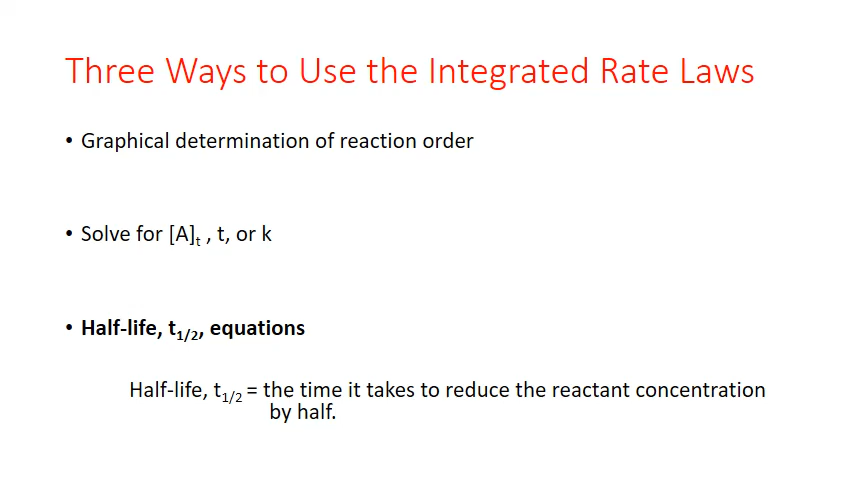 Three Ways to Use the Integrated Rate Laws
• Graphical determination of reaction order
• Solve for [A]t , t, or k
• Half-life, t1/2, equations
Half-life, t1/2 = the time it takes to reduce the reactant concentration
by half.